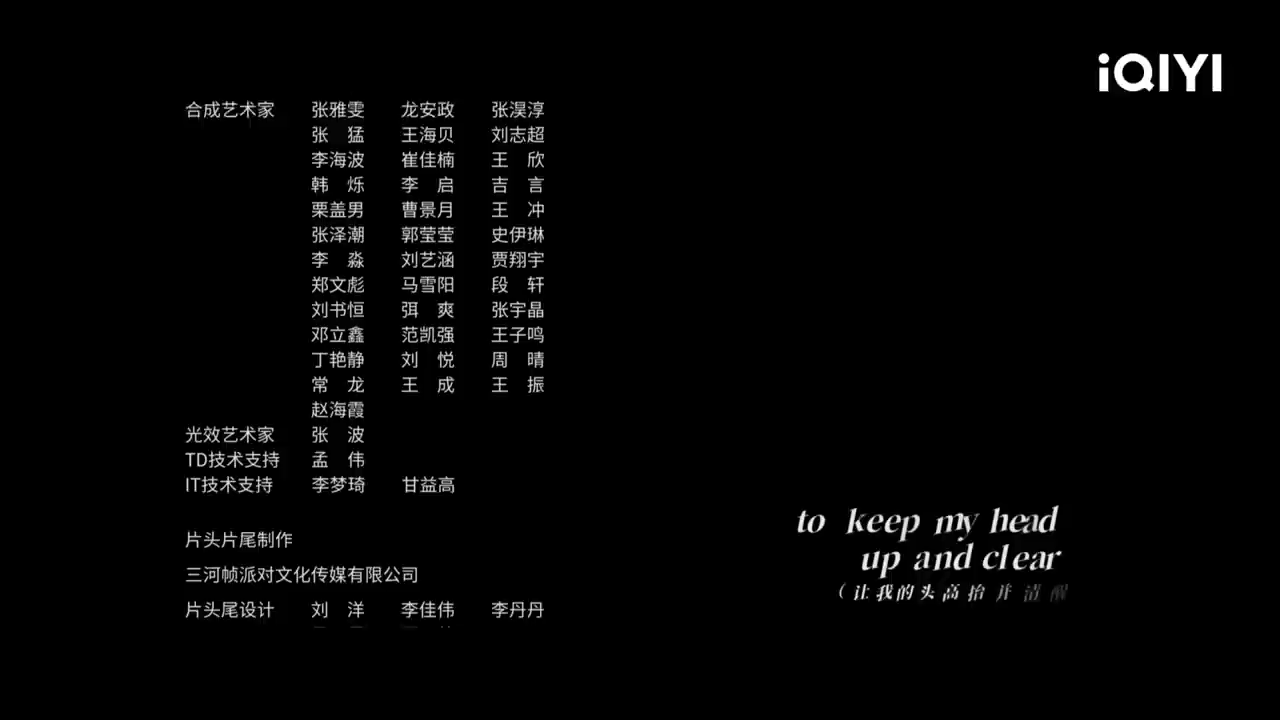 iQIYI
合成艺术家 张雅雯 龙安政 张淏淳
张 猛 王海贝 刘志超
李海波 崔佳楠 王 欣
韩 烁 李 启 吉 言
栗盖男 曹景月 王 冲
张泽潮 郭莹莹 史伊琳
李 淼 刘艺涵 贾翔宇
郑文彪 马雪阳 段 轩
刘书恒 弭 爽 张宇晶
邓立鑫 范凯强 王子鸣
丁艳静 刘 悦 周 晴
常 龙 王 成 王 振
赵海霞
光效艺术家 张 波
TD技术支持 孟 伟
IT技术支持 李梦琦 甘益高
片头片尾制作
三河帧派对文化传媒有限公司
片头尾设计 刘 洋 李佳伟 李丹丹
to keep my head
up and clear
（让我的头高抬并清醒